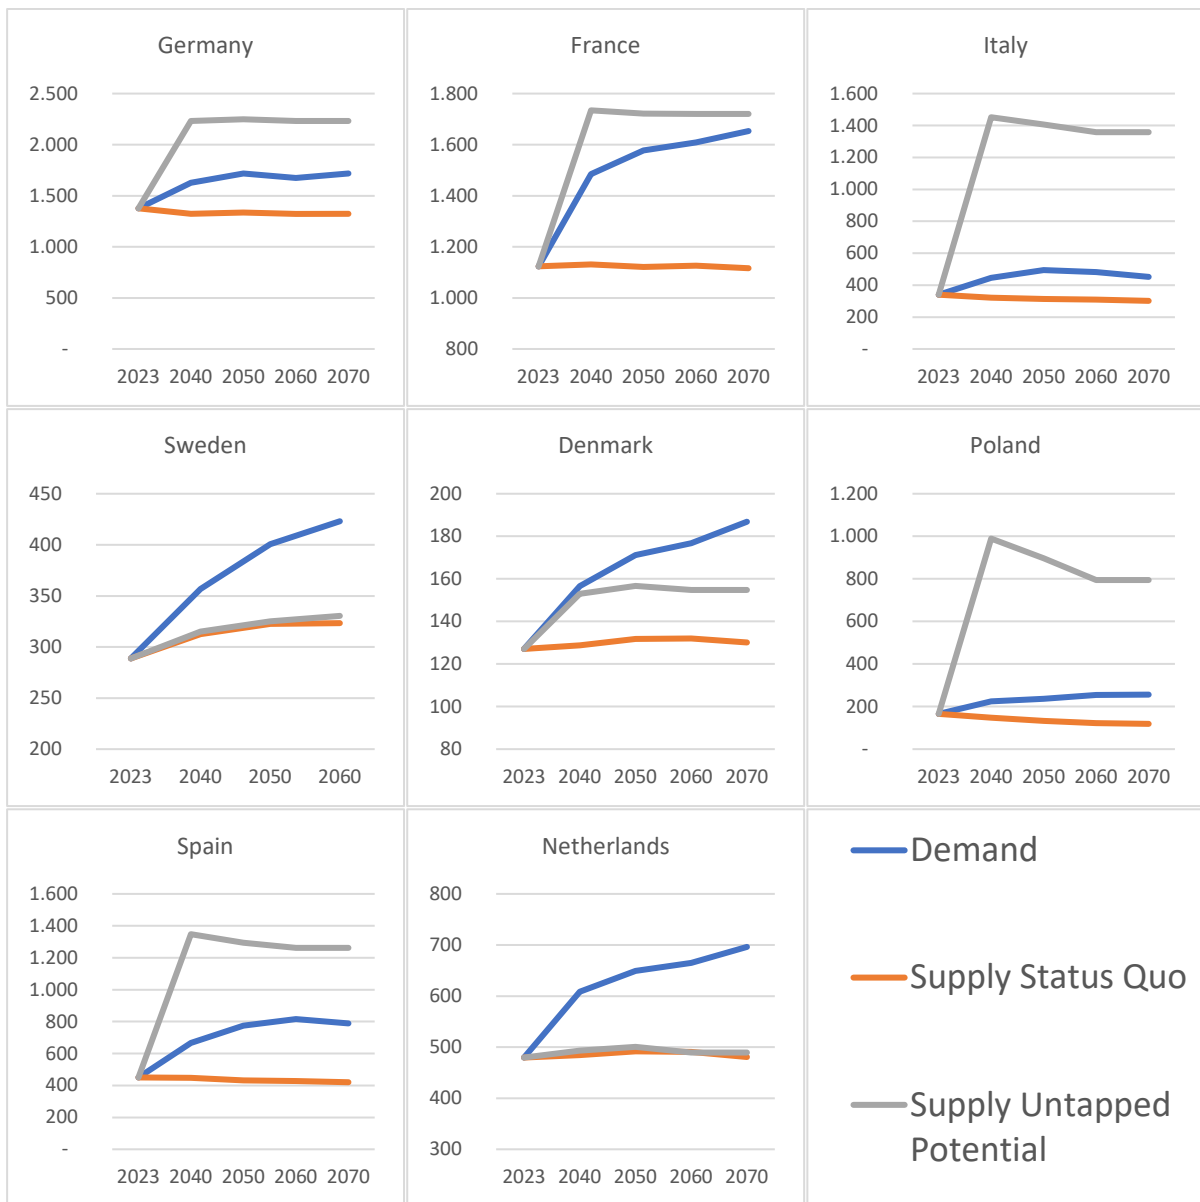 Germany
2.500
2.000
1.500
1.000
500
-
2023 2040 2050 2060 2070
France
1.800
1.600
1.400
1.200
1.000
800
2023 2040 2050 2060 2070
Italy
1.600
1.400
1.200
1.000
800
600
400
200
-
2023 2040 2050 2060 2070
Sweden
450
400
350
300
250
200
2023 2040 2050 2060
Denmark
200
180
160
140
120
100
80
2023 2040 2050 2060 2070
Poland
1.200
1.000
800
600
400
200
-
2023 2040 2050 2060 2070
Spain
1.600
1.400
1.200
1.000
800
600
400
200
-
2023 2040 2050 2060 2070
Netherlands
800
700
600
500
400
300
2023 2040 2050 2060 2070
Demand
Supply Status Quo
Supply Untapped
Potential